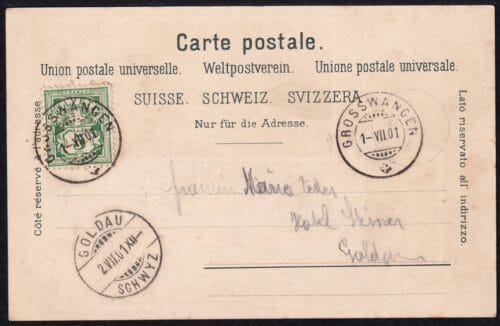 Carte postale.
Union postale universelle. Weltpostverein. Unione postale universale.
SUISSE. SCHWEIZ. SVIZZERA
Nur für die Adresse.
Côté réservé à l'adresse.
Lato riservato all' indirizzo.
GROSSWANGEN
1-VII.01
GROSSWANGEN
1-VII.01
Maria
Hotel Steiner
Goldau
GOLDAU
2.VII.01.XII-
SCHWYZ